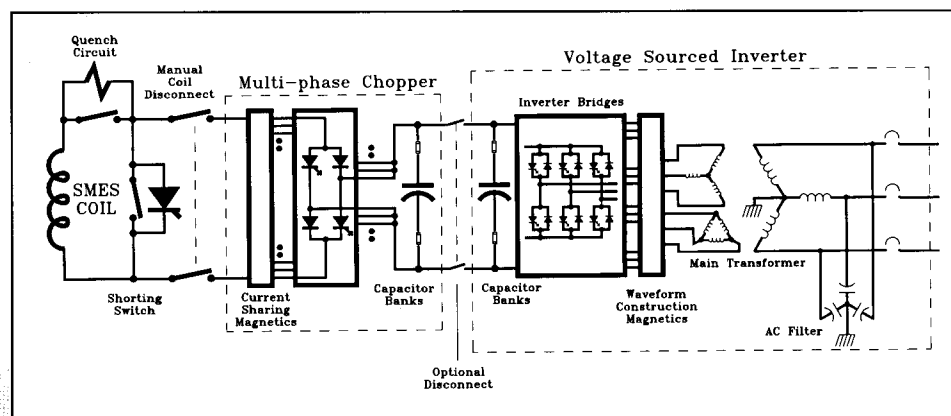 Quench
Circuit
Manual
Coil
Disconnect
Multi-phase Chopper
Voltage Sourced Inverter
Inverter Bridges
SMES
COIL
Shorting
Switch
Current
Sharing
Magnetics
Capacitor
Banks
Capacitor
Banks
Waveform
Construction
Magnetics
Main Transformer
AC Filter
Optional
Disconnect